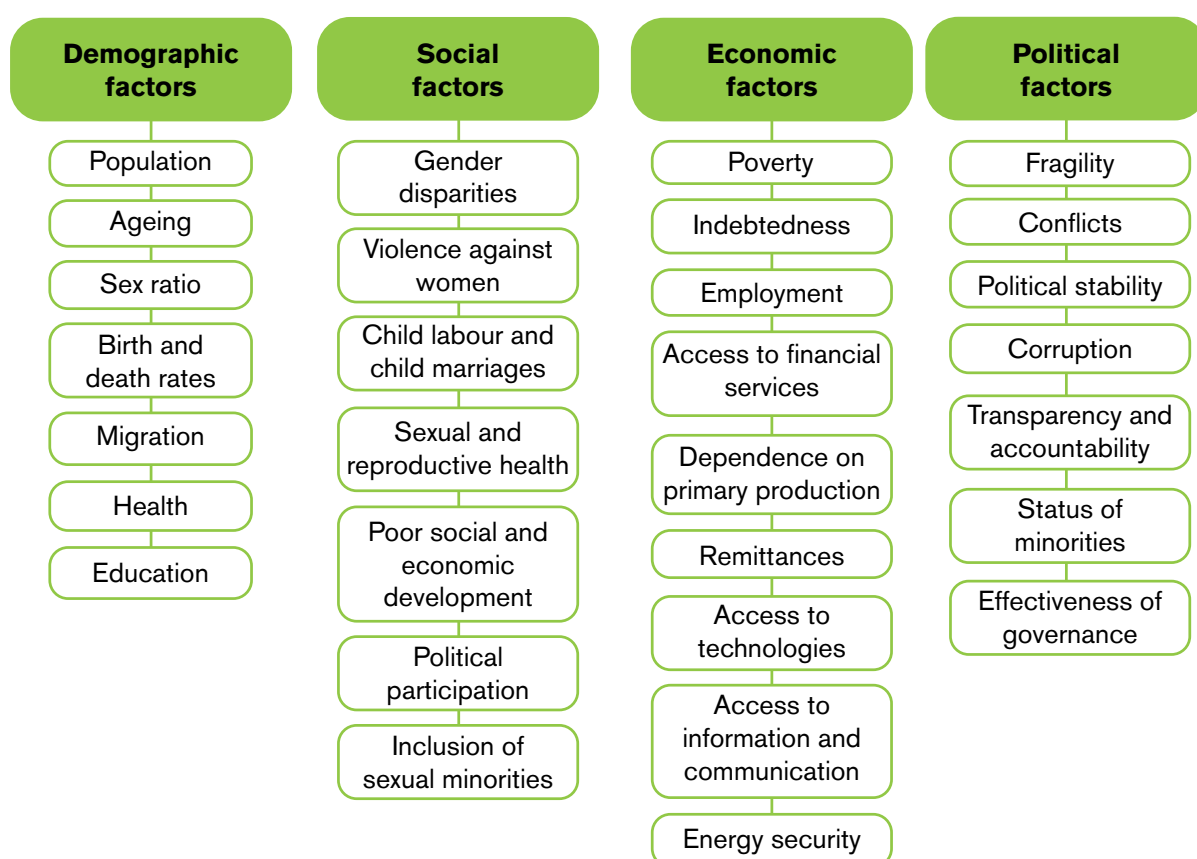 Demographic
factors
Population
Ageing
Sex ratio
Birth and
death rates
Migration
Health
Education
Social
factors
Gender
disparities
Violence against
women
Child labour and
child marriages
Sexual and
reproductive health
Poor social and
economic
development
Political
participation
Inclusion of
sexual minorities
Economic
factors
Poverty
Indebtedness
Employment
Access to financial
services
Dependence on
primary production
Remittances
Access to
technologies
Access to
information and
communication
Energy security
Political
factors
Fragility
Conflicts
Political stability
Corruption
Transparency and
accountability
Status of
minorities
Effectiveness of
governance